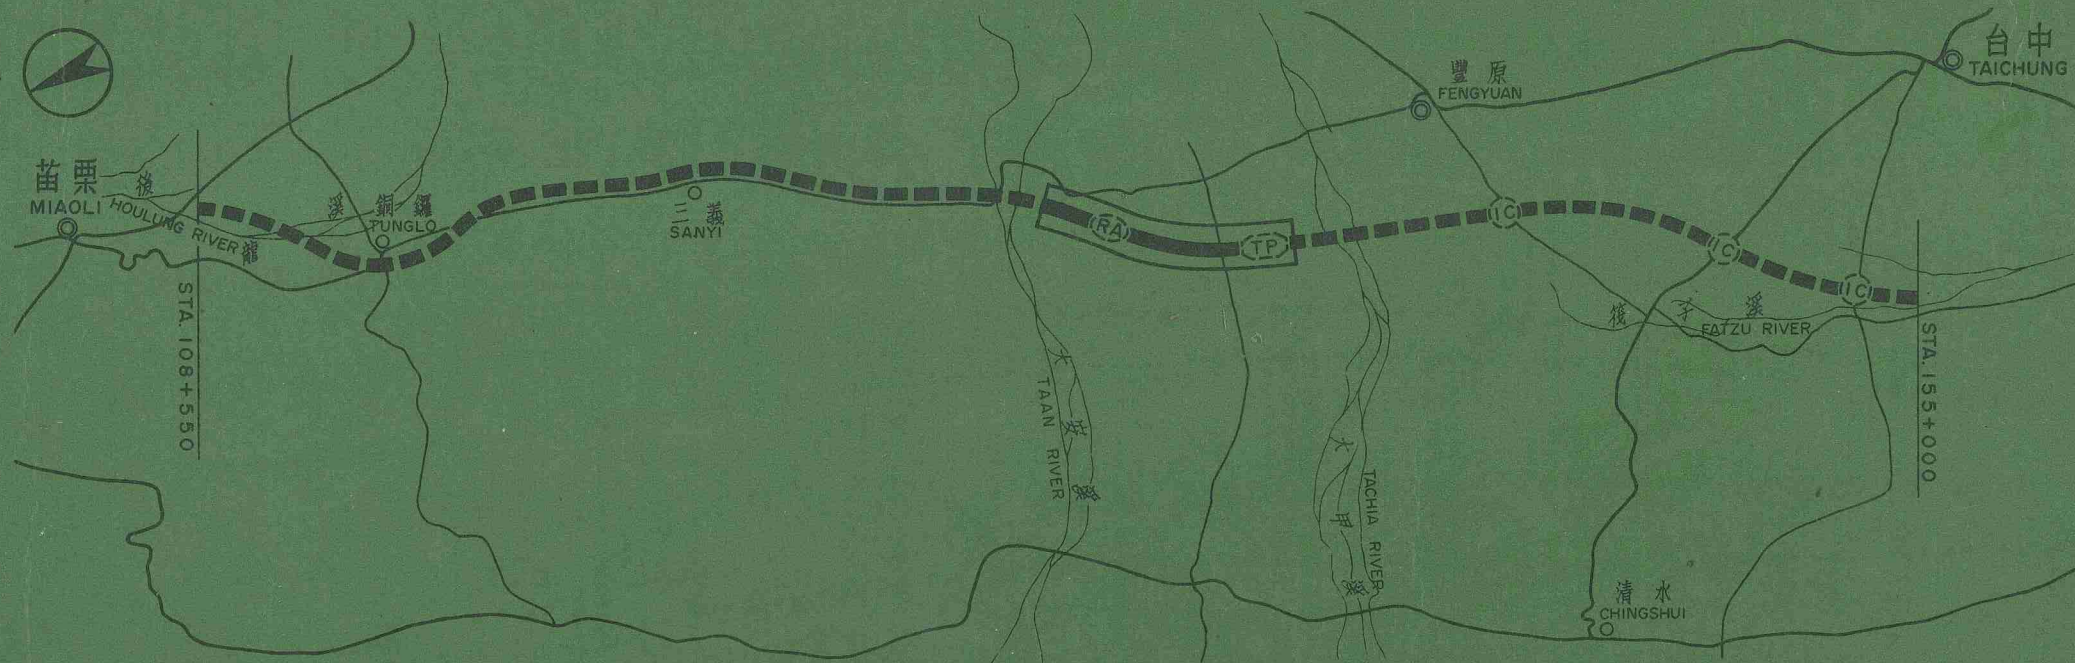 苗栗
MIAOLI
後龍溪
HOULUNG RIVER
STA. 108+550
銅鑼
TUNGLO
三義
SANYI
大安溪
TAAN RIVER
RA
TP
大甲溪
TACHIA RIVER
豐原
FENGYUAN
IC
IC
IC
筏子溪
FATZU RIVER
台中
TAICHUNG
STA. 155+000
清水
CHINGSHUI